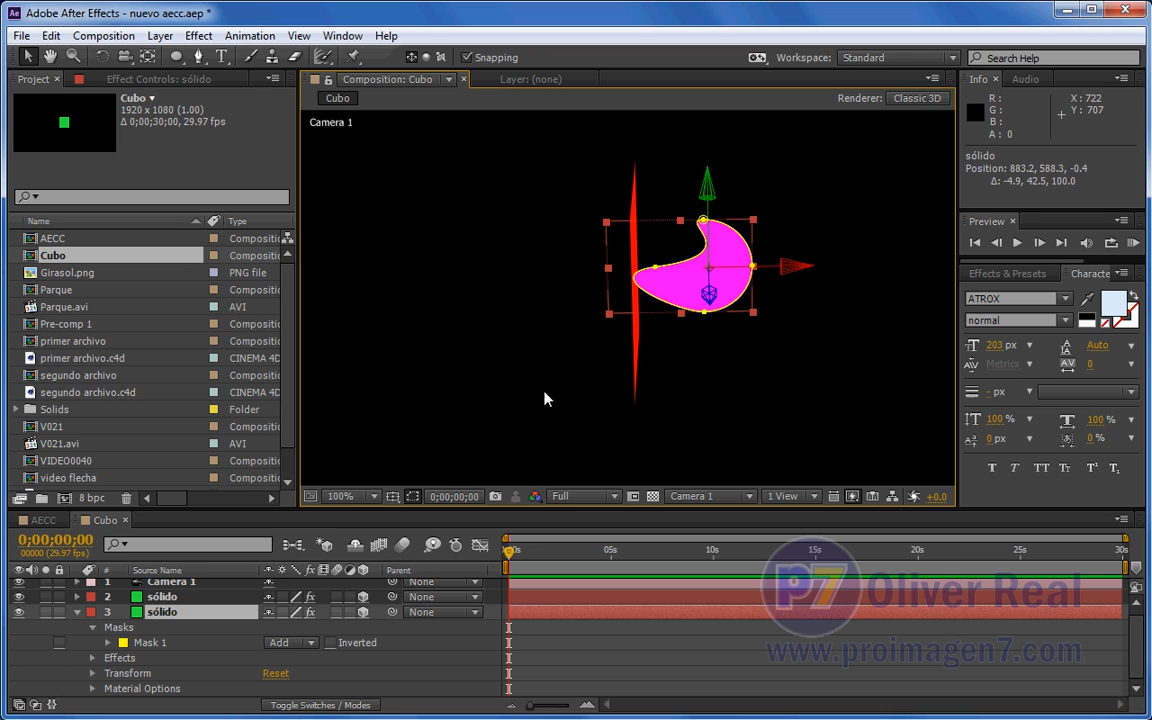 Adobe After Effects - nuevo aecc.aep *
File Edit Composition Layer Effect Animation View Window Help
Snapping
Workspace: Standard
Search Help
Project
Effect Controls: sólido
Composition: Cubo
Layer: (none)
Info
Audio
Cubo
1920 x 1080 (1.00)
Δ 0;00;30;00, 29.97 fps
Cubo
Renderer: Classic 3D
Camera 1
R :
G :
B :
A : 0
X : 722
Y : 707
sólido
Position: 883.2, 588.3, -0.4
Δ: -4.9, 42.5, 100.0
Name Type
AECC Composition
Cubo Composition
Girasol.png PNG file
Parque Composition
Parque.avi AVI
Pre-comp 1 Composition
primer archivo Composition
primer archivo.c4d CINEMA 4D
segundo archivo Composition
segundo archivo.c4d CINEMA 4D
Solids Folder
V021 Composition
V021.avi AVI
VIDEO0040 Composition
video flecha Composition
8 bpc
Preview
Effects & Presets
Characte
ATROX
normal
203 px
Auto
Metrics
0
- px
100 %
100 %
0 px
0 %
T T TT Tт T¹ T₁
100%
0;00;00;00
Full
Camera 1
1 View
+0.0
AECC
Cubo
0;00;00;00
00000 (29.97 fps)
00s 05s 10s 15s 20s 25s 30s
# Source Name Parent
1 Camera 1 None
2 sólido None
3 sólido None
Masks
Mask 1 Add Inverted
Effects
Transform Reset
Material Options
Toggle Switches / Modes
P7 Oliver Real
www.proimagen7.com